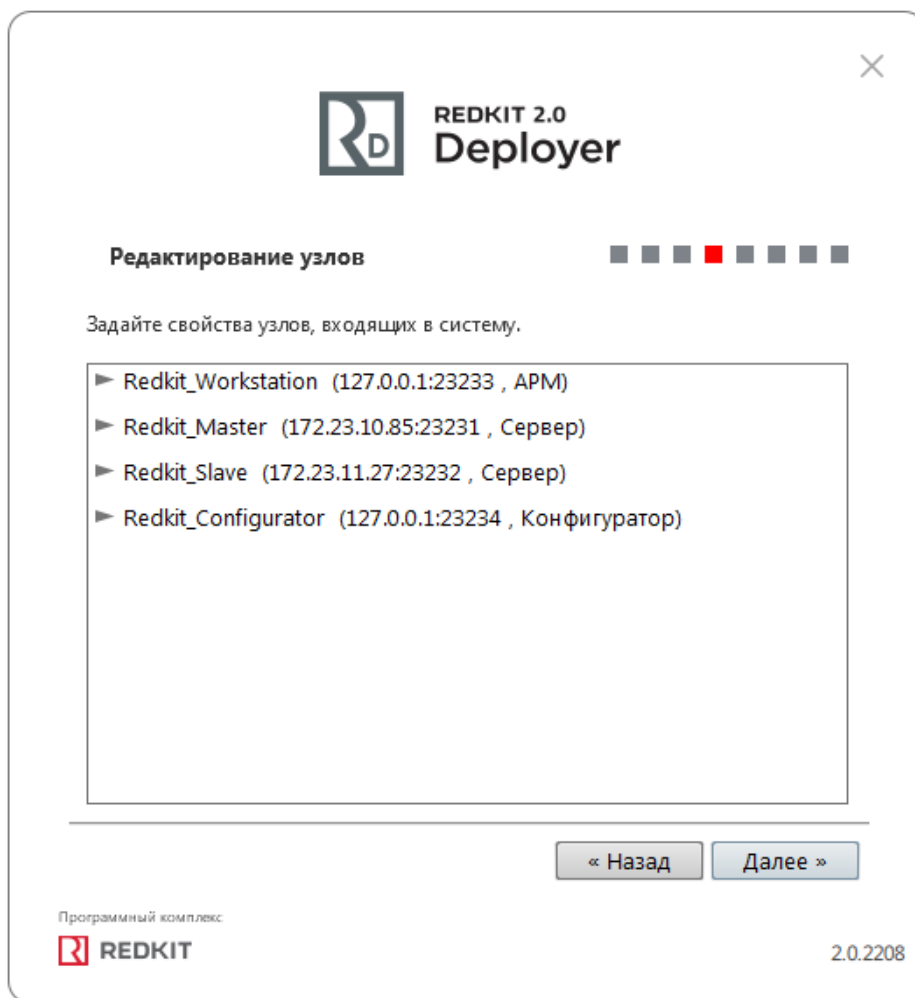 RD
REDKIT 2.0
Deployer
Редактирование узлов
Задайте свойства узлов, входящих в систему.
Redkit_Workstation (127.0.0.1:23233 , АРМ)
Redkit_Master (172.23.10.85:23231 , Сервер)
Redkit_Slave (172.23.11.27:23232 , Сервер)
Redkit_Configurator (127.0.0.1:23234 , Конфигуратор)
« Назад
Далее »
Программный комплекс
REDKIT
2.0.2208